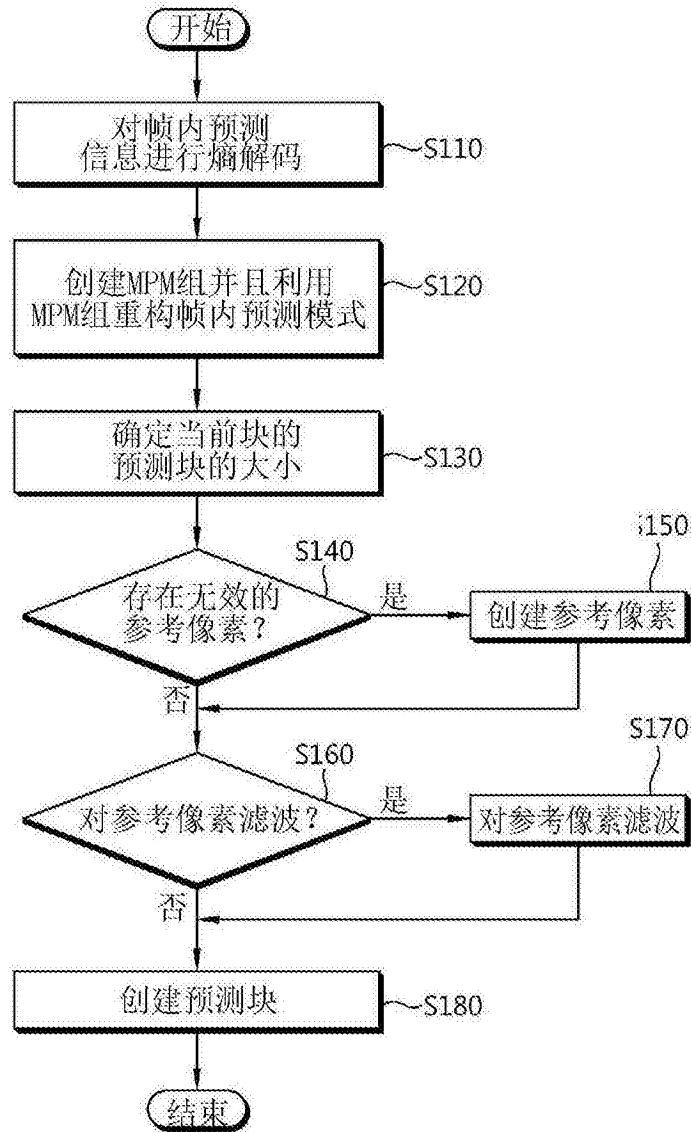 开始
对帧内预测
信息进行熵解码
S110
创建MPM组并且利用
MPM组重构帧内预测模式
S120
确定当前块的
预测块的大小
S130
S140
存在无效的
参考像素?
是
S150
创建参考像素
否
S160
对参考像素滤波?
是
S170
对参考像素滤波
否
创建预测块
S180
结束